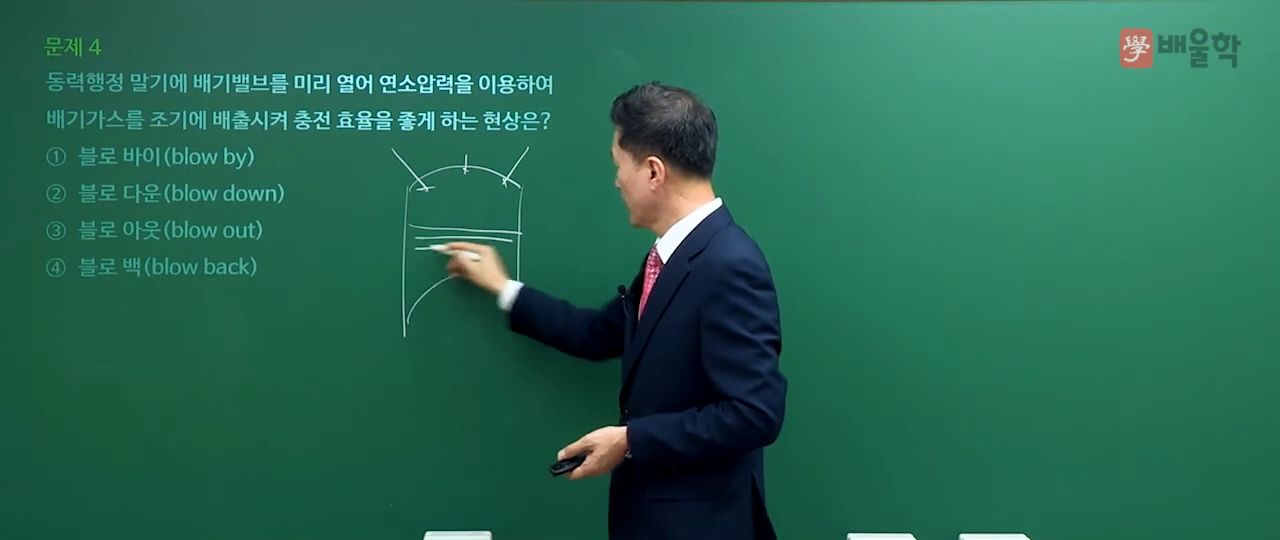 문제 4
동력행정 말기에 배기밸브를 미리 열어 연소압력을 이용하여
배기가스를 조기에 배출시켜 충전 효율을 좋게 하는 현상은?
① 블로 바이(blow by)
② 블로 다운(blow down)
③ 블로 아웃(blow out)
④ 블로 백(blow back)
學 배울학